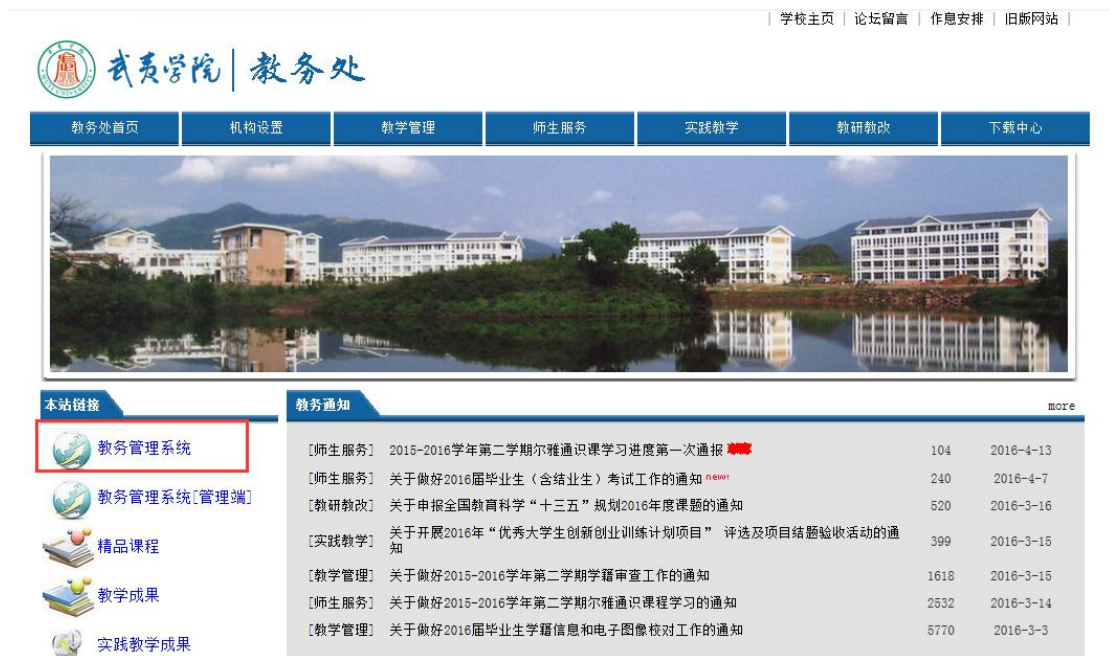 | 学校主页 | 论坛留言 | 作息安排 | 旧版网站 |
武夷学院 | 教务处
教务处首页 机构设置 教学管理 师生服务 实践教学 教研教改 下载中心
本站链接
教务管理系统
教务管理系统[管理端]
精品课程
教学成果
实践教学成果
教务通知 more
[师生服务] 2015-2016学年第二学期尔雅通识课学习进度第一次通报 104 2016-4-13
[师生服务] 关于做好2016届毕业生（含结业生）考试工作的通知 new! 240 2016-4-7
[教研教改] 关于申报全国教育科学“十三五”规划2016年度课题的通知 520 2016-3-16
[实践教学] 关于开展2016年“优秀大学生创新创业训练计划项目” 评选及项目结题验收活动的通
知 399 2016-3-15
[教学管理] 关于做好2015-2016学年第二学期学籍审查工作的通知 1618 2016-3-15
[师生服务] 关于做好2015-2016学年第二学期尔雅通识课程学习的通知 2532 2016-3-14
[教学管理] 关于做好2016届毕业生学籍信息和电子图像校对工作的通知 5770 2016-3-3